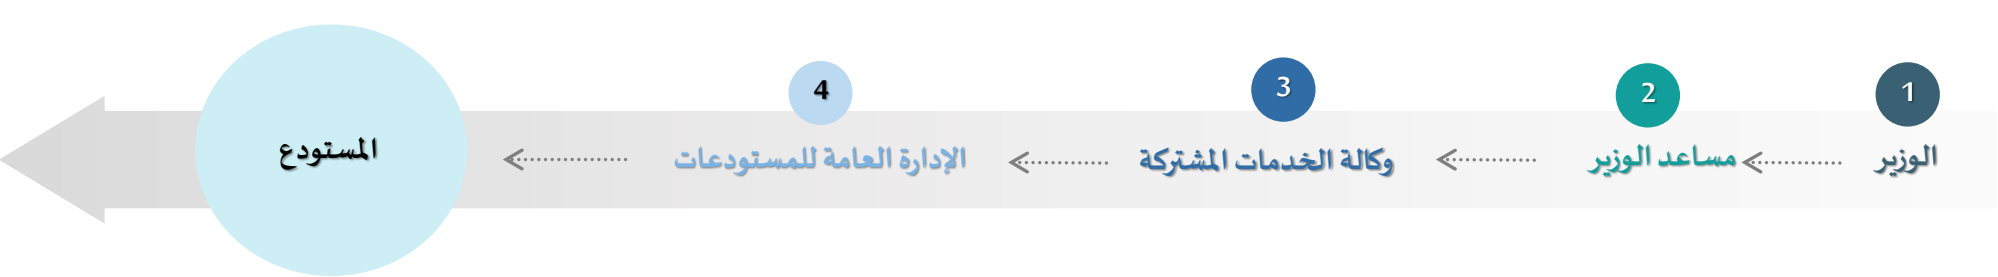 1
الوزير
2
مساعد الوزير
3
وكالة الخدمات المشتركة
4
الإدارة العامة للمستودعات
المستودع